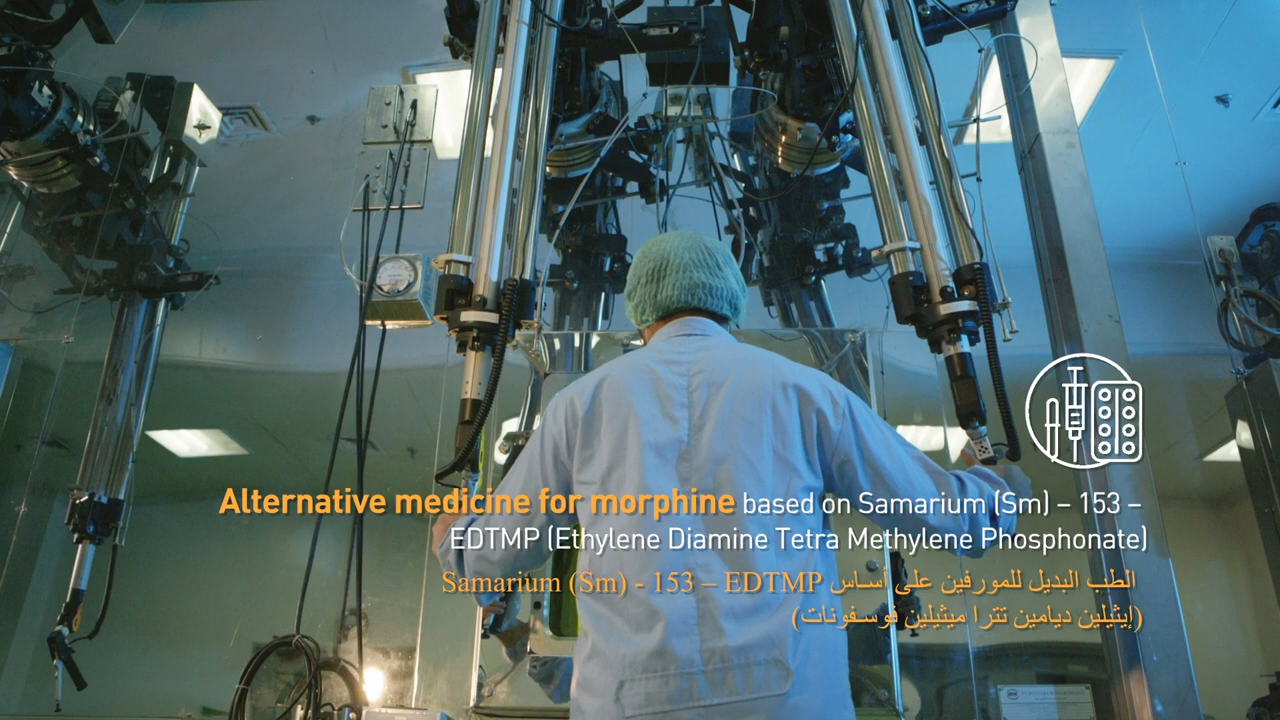 Alternative medicine for morphine based on Samarium (Sm) – 153 –
EDTMP (Ethylene Diamine Tetra Methylene Phosphonate)
الطب البديل للمورفين على أساس Samarium (Sm) - 153 – EDTMP
(إيثيلين ديامين تترا ميثيلين فوسفونات)